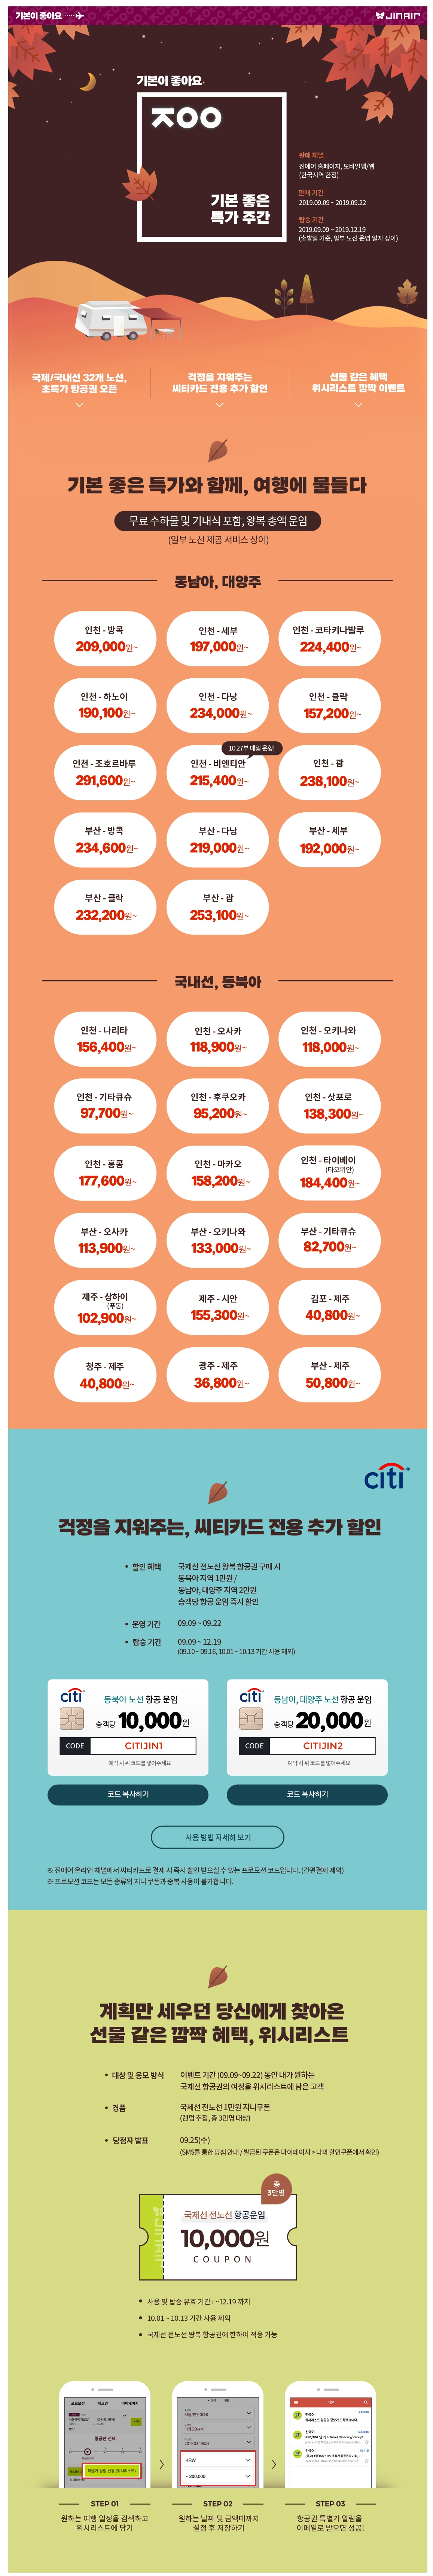 기본이 좋아요
JINAIR
기본이 좋아요
ㅈㅇㅇ
기본 좋은
특가 주간
판매 채널
진에어 홈페이지, 모바일앱/웹
(한국지역 한정)
판매 기간
2019.09.09 ~ 2019.09.22
탑승 기간
2019.09.09 ~ 2019.12.19
(출발일 기준, 일부 노선 운영 일자 상이)
국제/국내선 32개 노선,
초특가 항공권 오픈
걱정을 지워주는
씨티카드 전용 추가 할인
선물 같은 혜택
위시리스트 깜짝 이벤트
기본 좋은 특가와 함께, 여행에 물들다
무료 수하물 및 기내식 포함, 왕복 총액 운임
(일부 노선 제공 서비스 상이)
동남아, 대양주
인천 - 방콕
209,000원~
인천 - 세부
197,000원~
인천 - 코타키나발루
224,400원~
인천 - 하노이
190,100원~
인천 - 다낭
234,000원~
인천 - 클락
157,200원~
인천 - 조호르바루
291,600원~
10.27부 매일 운항!
인천 - 비엔티안
215,400원~
인천 - 괌
238,100원~
부산 - 방콕
234,600원~
부산 - 다낭
219,000원~
부산 - 세부
192,000원~
부산 - 클락
232,200원~
부산 - 괌
253,100원~
국내선, 동북아
인천 - 나리타
156,400원~
인천 - 오사카
118,900원~
인천 - 오키나와
118,000원~
인천 - 기타큐슈
97,700원~
인천 - 후쿠오카
95,200원~
인천 - 삿포로
138,300원~
인천 - 홍콩
177,600원~
인천 - 마카오
158,200원~
인천 - 타이베이
(타오위안)
184,400원~
부산 - 오사카
113,900원~
부산 - 오키나와
133,000원~
부산 - 기타큐슈
82,700원~
제주 - 상하이
(푸동)
102,900원~
제주 - 시안
155,300원~
김포 - 제주
40,800원~
청주 - 제주
40,800원~
광주 - 제주
36,800원~
부산 - 제주
50,800원~
citi
걱정을 지워주는, 씨티카드 전용 추가 할인
• 할인 혜택
국제선 전노선 왕복 항공권 구매 시
동북아 지역 1만원 /
동남아, 대양주 지역 2만원
승객당 항공 운임 즉시 할인
• 운영 기간
09.09 ~ 09.22
• 탑승 기간
09.09 ~ 12.19
(09.10 ~ 09.16, 10.01 ~ 10.13 기간 사용 제외)
citi
동북아 노선 항공 운임
승객당 10,000원
CODE CITIJIN1
예약 시 위 코드를 넣어주세요
코드 복사하기
citi
동남아, 대양주 노선 항공 운임
승객당 20,000원
CODE CITIJIN2
예약 시 위 코드를 넣어주세요
코드 복사하기
사용 방법 자세히 보기
※ 진에어 온라인 채널에서 씨티카드로 결제 시 즉시 할인 받으실 수 있는 프로모션 코드입니다. (간편결제 제외)
※ 프로모션 코드는 모든 종류의 지니 쿠폰과 중복 사용이 불가합니다.
계획만 세우던 당신에게 찾아온
선물 같은 깜짝 혜택, 위시리스트
• 대상 및 응모 방식
이벤트 기간 (09.09~09.22) 동안 내가 원하는
국제선 항공권의 여정을 위시리스트에 담은 고객
• 경품
국제선 전노선 1만원 지니쿠폰
(랜덤 추첨, 총 3만명 대상)
• 당첨자 발표
09.25(수)
(SMS를 통한 당첨 안내 / 발급된 쿠폰은 마이페이지 > 나의 할인쿠폰에서 확인)
총
3만명
국제선 전노선 항공운임
10,000원
COUPON
• 사용 및 탑승 유효 기간 : ~12.19 까지
• 10.01 ~ 10.13 기간 사용 제외
• 국제선 전노선 왕복 항공권에 한하여 적용 가능
항공편 선택
특별가 알림 신청 (위시리스트)
KRW
~ 200,000
STEP 01
원하는 여행 일정을 검색하고
위시리스트에 담기
STEP 02
원하는 날짜 및 금액대까지
설정 후 저장하기
STEP 03
항공권 특별가 알림을
이메일로 받으면 성공!